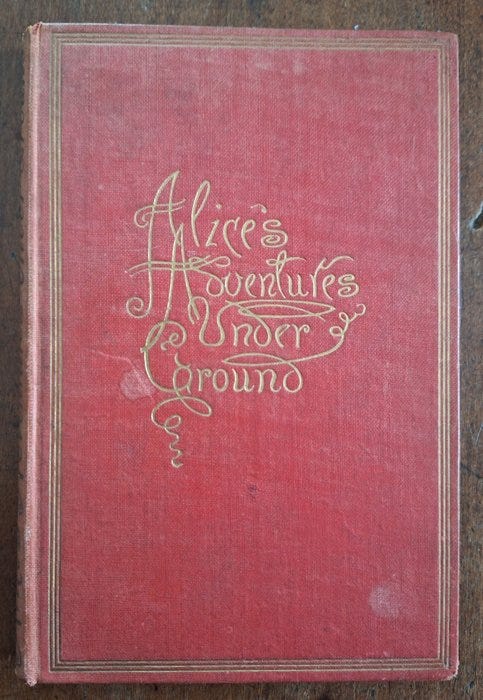 Alice's
Adventures
Under
Ground